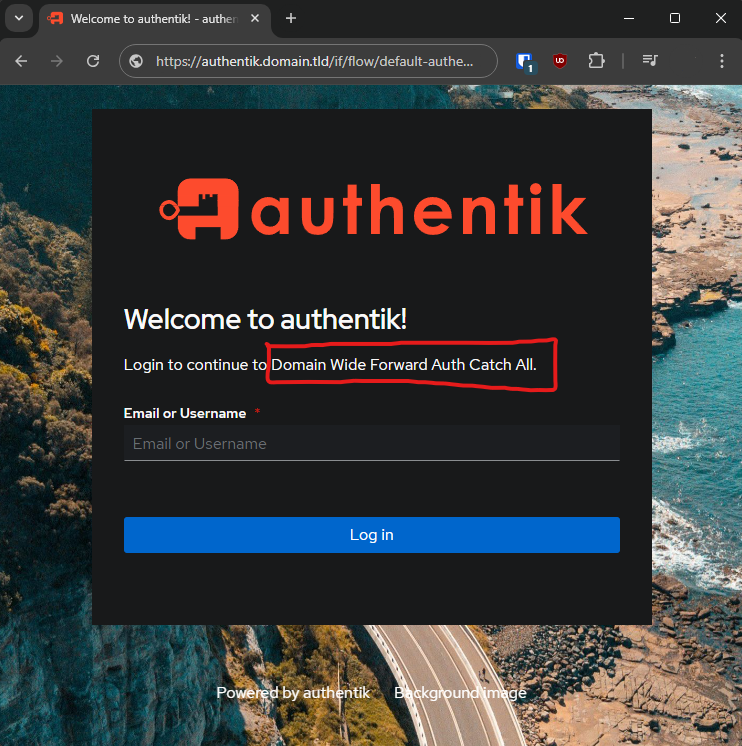 Welcome to authentik! - authen
https://authentik.domain.tld/if/flow/default-authe...
1
UO
authentik
Welcome to authentik!
Login to continue to Domain Wide Forward Auth Catch All.
Email or Username *
Email or Username
Log in
Powered by authentik Background image